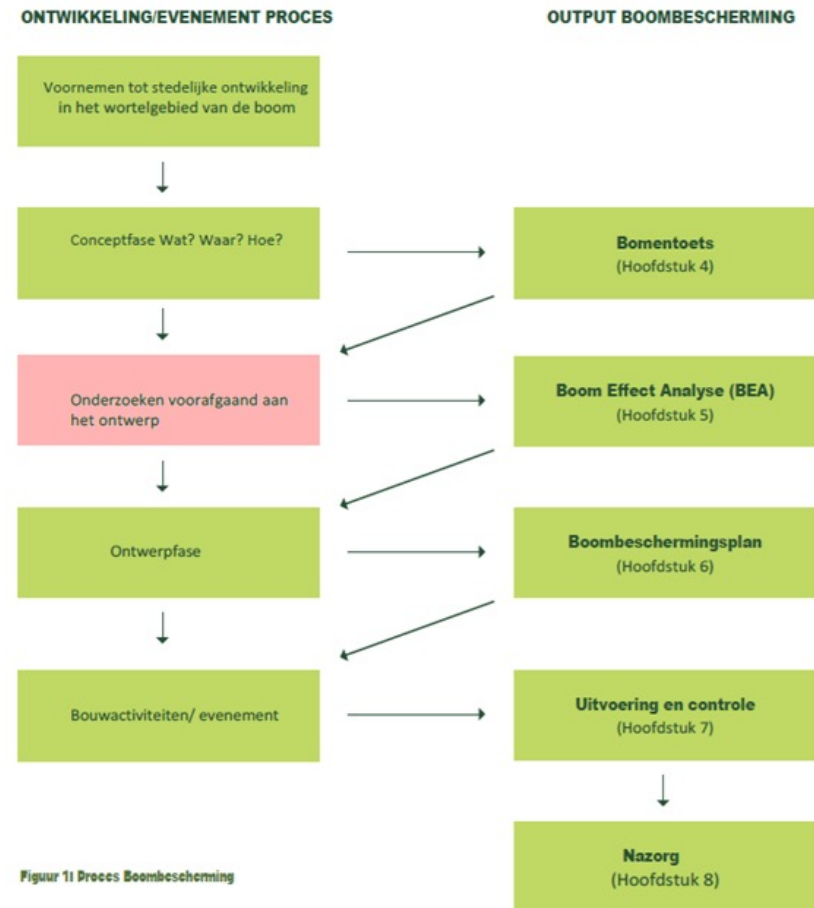 ONTWIKKELING/EVENEMENT PROCES
OUTPUT BOOMBESCHERMING
Voornemen tot stedelijke ontwikkeling
in het wortelgebied van de boom
Conceptfase Wat? Waar? Hoe?
Bomentoets
(Hoofdstuk 4)
Onderzoeken voorafgaand aan
het ontwerp
Boom Effect Analyse (BEA)
(Hoofdstuk 5)
Ontwerpfase
Boombeschermingsplan
(Hoofdstuk 6)
Bouwactiviteiten/ evenement
Uitvoering en controle
(Hoofdstuk 7)
Nazorg
(Hoofdstuk 8)
Figuur 1: Proces Boombescherming